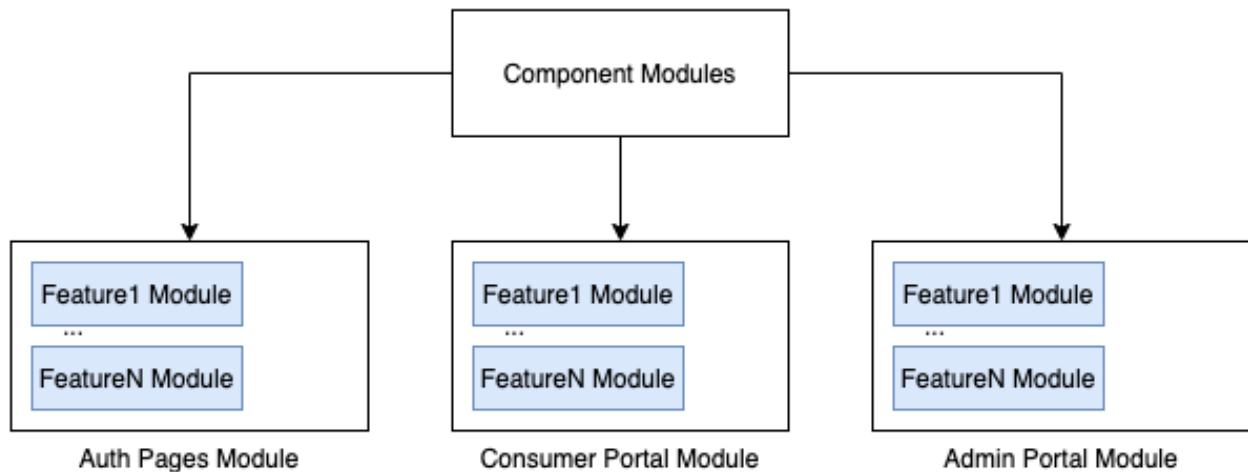 Component Modules
Feature1 Module
...
FeatureN Module
Auth Pages Module
Feature1 Module
...
FeatureN Module
Consumer Portal Module
Feature1 Module
...
FeatureN Module
Admin Portal Module